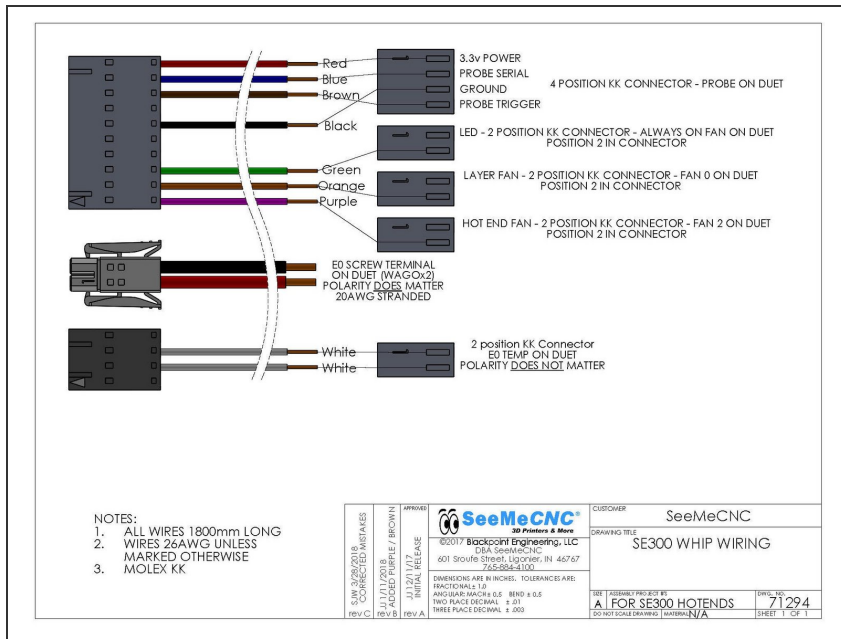 Red
Blue
Brown
Black
Green
Orange
Purple
3.3v POWER
PROBE SERIAL
GROUND
PROBE TRIGGER
4 POSITION KK CONNECTOR - PROBE ON DUET
LED - 2 POSITION KK CONNECTOR - ALWAYS ON FAN ON DUET
POSITION 2 IN CONNECTOR
LAYER FAN - 2 POSITION KK CONNECTOR - FAN 0 ON DUET
POSITION 2 IN CONNECTOR
HOT END FAN - 2 POSITION KK CONNECTOR - FAN 2 ON DUET
POSITION 2 IN CONNECTOR
1
E0 SCREW TERMINAL
ON DUET (WAGOx2)
POLARITY DOES MATTER
20AWG STRANDED
White
White
2 position KK Connector
E0 TEMP ON DUET
POLARITY DOES NOT MATTER
NOTES:
1. ALL WIRES 1800mm LONG
2. WIRES 26AWG UNLESS
MARKED OTHERWISE
3. MOLEX KK
SJW 3/28/2018
CORRECTED MISTAKES
rev C
JJ 1/11/2018
ADDED PURPLE / BROWN
rev B
APPROVED
JJ 12/11/17
INITIAL RELEASE
rev A
SeeMeCNC®
3D Printers & More
©2017 Blackpoint Engineering, LLC
DBA SeeMeCNC
601 Sroufe Street, Ligonier, IN 46767
765-884-4100
DIMENSIONS ARE IN INCHES. TOLERANCES ARE:
FRACTIONAL± 1.0
ANGULAR: MACH± 0.5 BEND ± 0.5
TWO PLACE DECIMAL ± .01
THREE PLACE DECIMAL ± .003
CUSTOMER
SeeMeCNC
DRAWING TITLE
SE300 WHIP WIRING
SIZE
A
ASSEMBLY PROJECT #'S
FOR SE300 HOTENDS
DWG. NO.
71294
DO NOT SCALE DRAWING
MATERIAL N/A
SHEET 1 OF 1